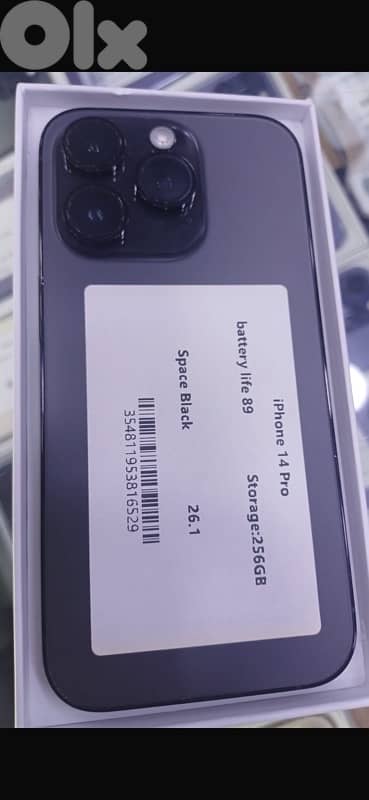 Olx
iPhone 14 Pro
battery life 89 Storage:256GB
Space Black 26.1
354811953816529